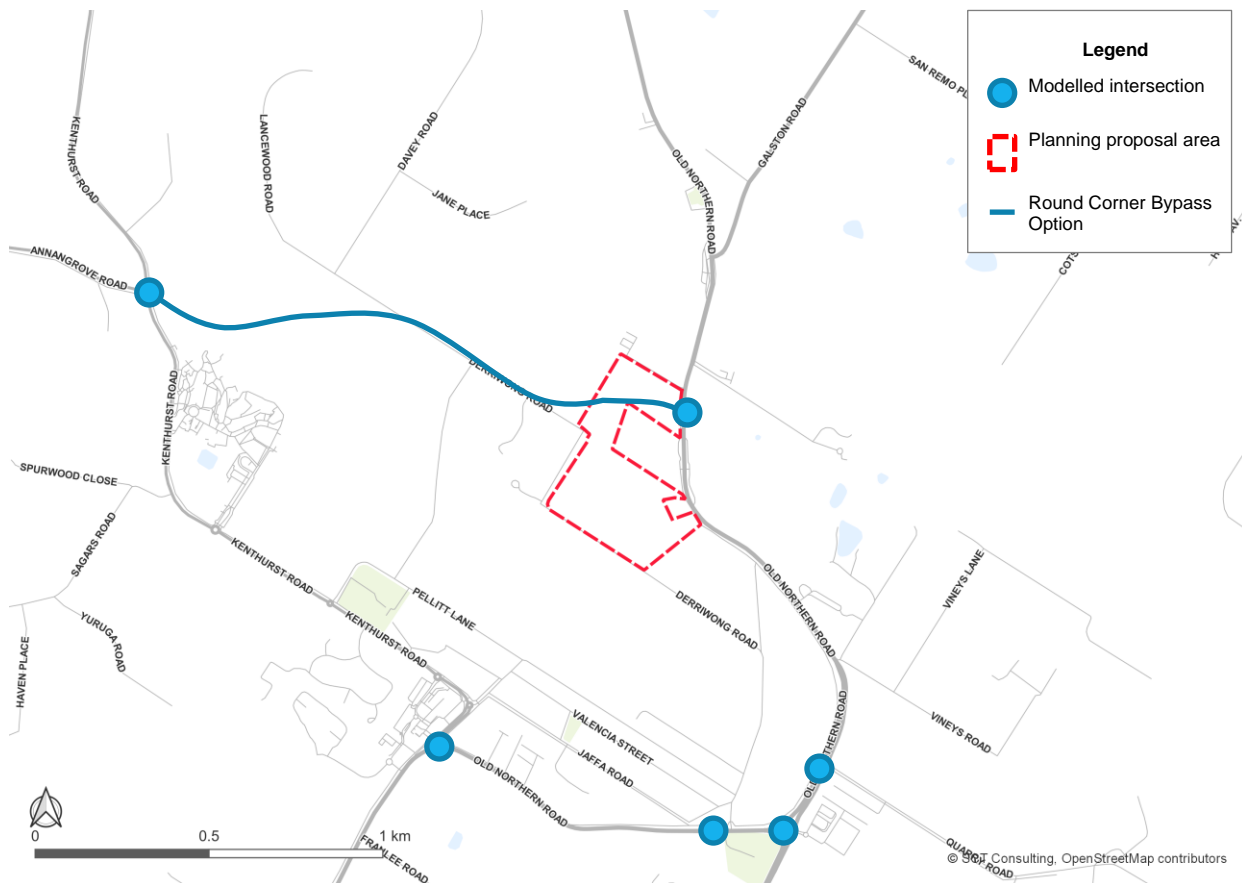 Legend
Modelled intersection
Planning proposal area
Round Corner Bypass
Option
SAN REMO PL
GALSTON ROAD
OLD NORTHERN ROAD
KENTHURST ROAD
LANCEWOOD ROAD
DAVEY ROAD
JANE PLACE
ANNANGROVE ROAD
DERRIWONG ROAD
KENTHURST ROAD
SPURWOOD CLOSE
SAGARS ROAD
KENTHURST ROAD
PELLITT LANE
KENTHURST ROAD
YURUGA ROAD
HAVEN PLACE
OLD NORTHERN ROAD
VINEYS LANE
DERRIWONG ROAD
VALENCIA STREET
JAFFA ROAD
VINEYS ROAD
OLD NORTHERN ROAD
QUARRY ROAD
FRANLEE ROAD
0 0.5 1 km
© SCT Consulting, OpenStreetMap contributors